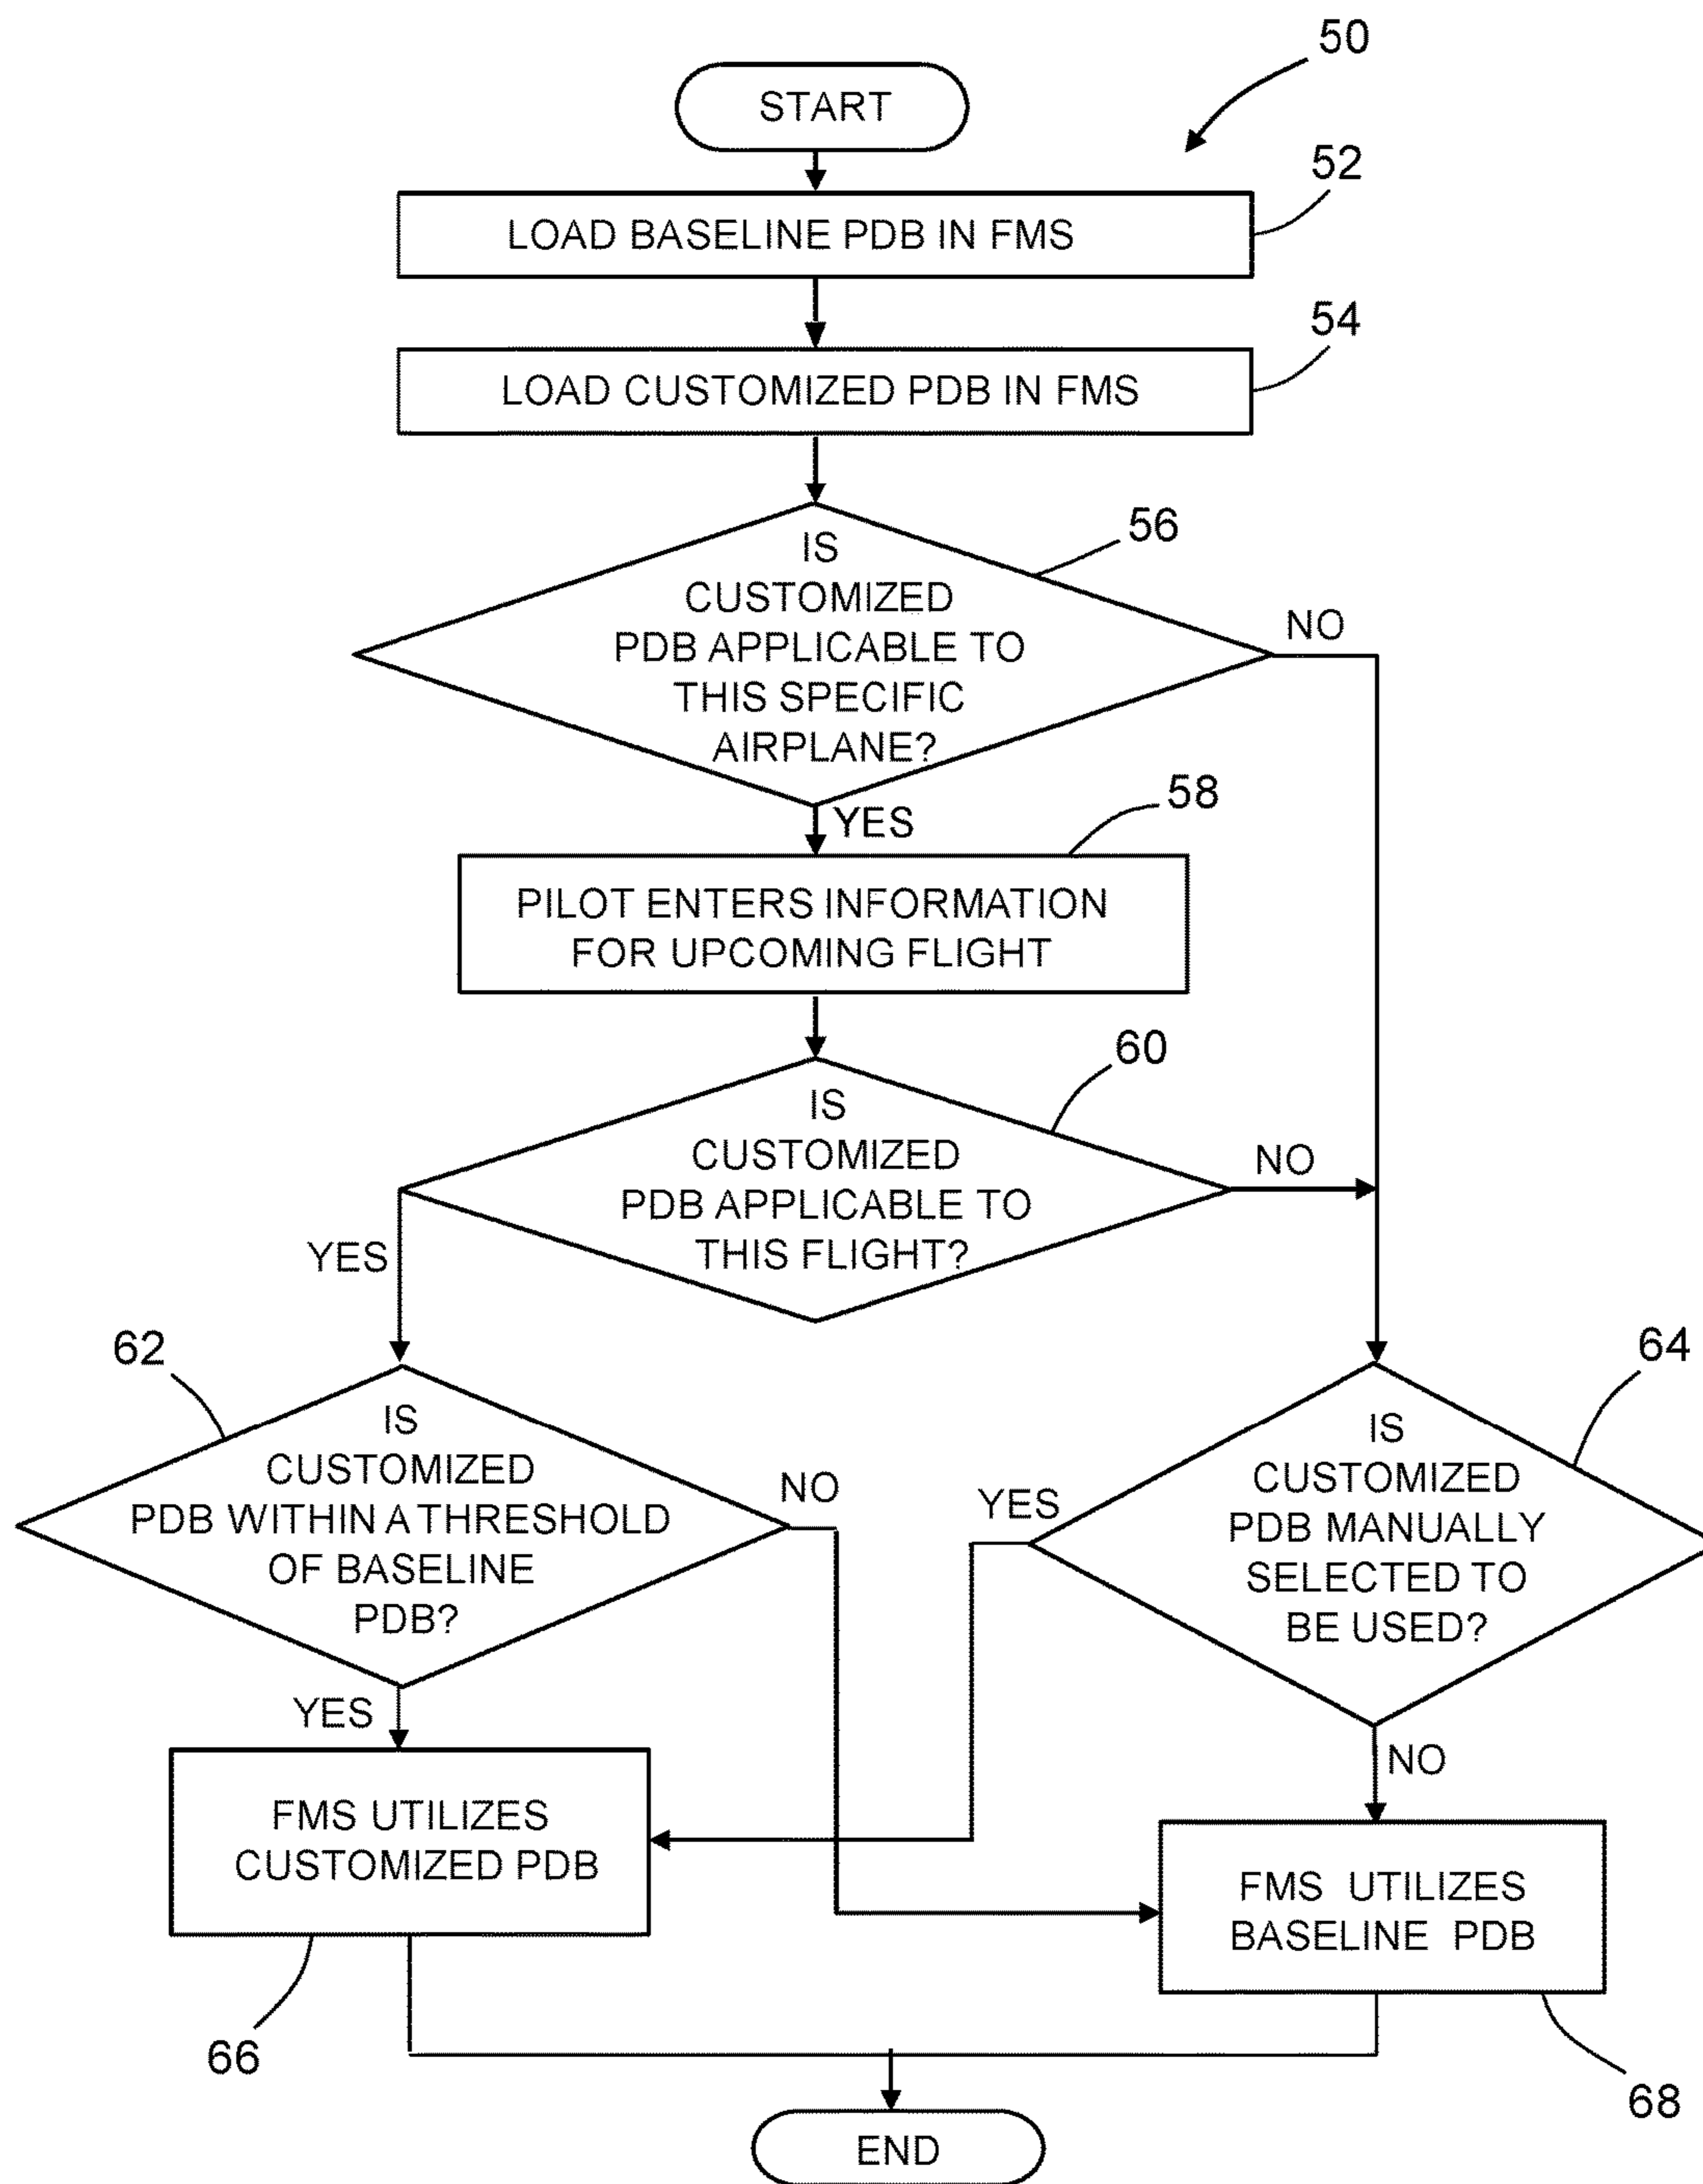 50
START
52
LOAD BASELINE PDB IN FMS
54
LOAD CUSTOMIZED PDB IN FMS
56
IS
CUSTOMIZED
PDB APPLICABLE TO
THIS SPECIFIC
AIRPLANE?
NO
YES
58
PILOT ENTERS INFORMATION
FOR UPCOMING FLIGHT
60
IS
CUSTOMIZED
PDB APPLICABLE TO
THIS FLIGHT?
NO
YES
62
IS
CUSTOMIZED
PDB WITHIN A THRESHOLD
OF BASELINE
PDB?
NO
YES
64
IS
CUSTOMIZED
PDB MANUALLY
SELECTED TO
BE USED?
YES
NO
FMS UTILIZES
CUSTOMIZED PDB
66
FMS UTILIZES
BASELINE PDB
68
END